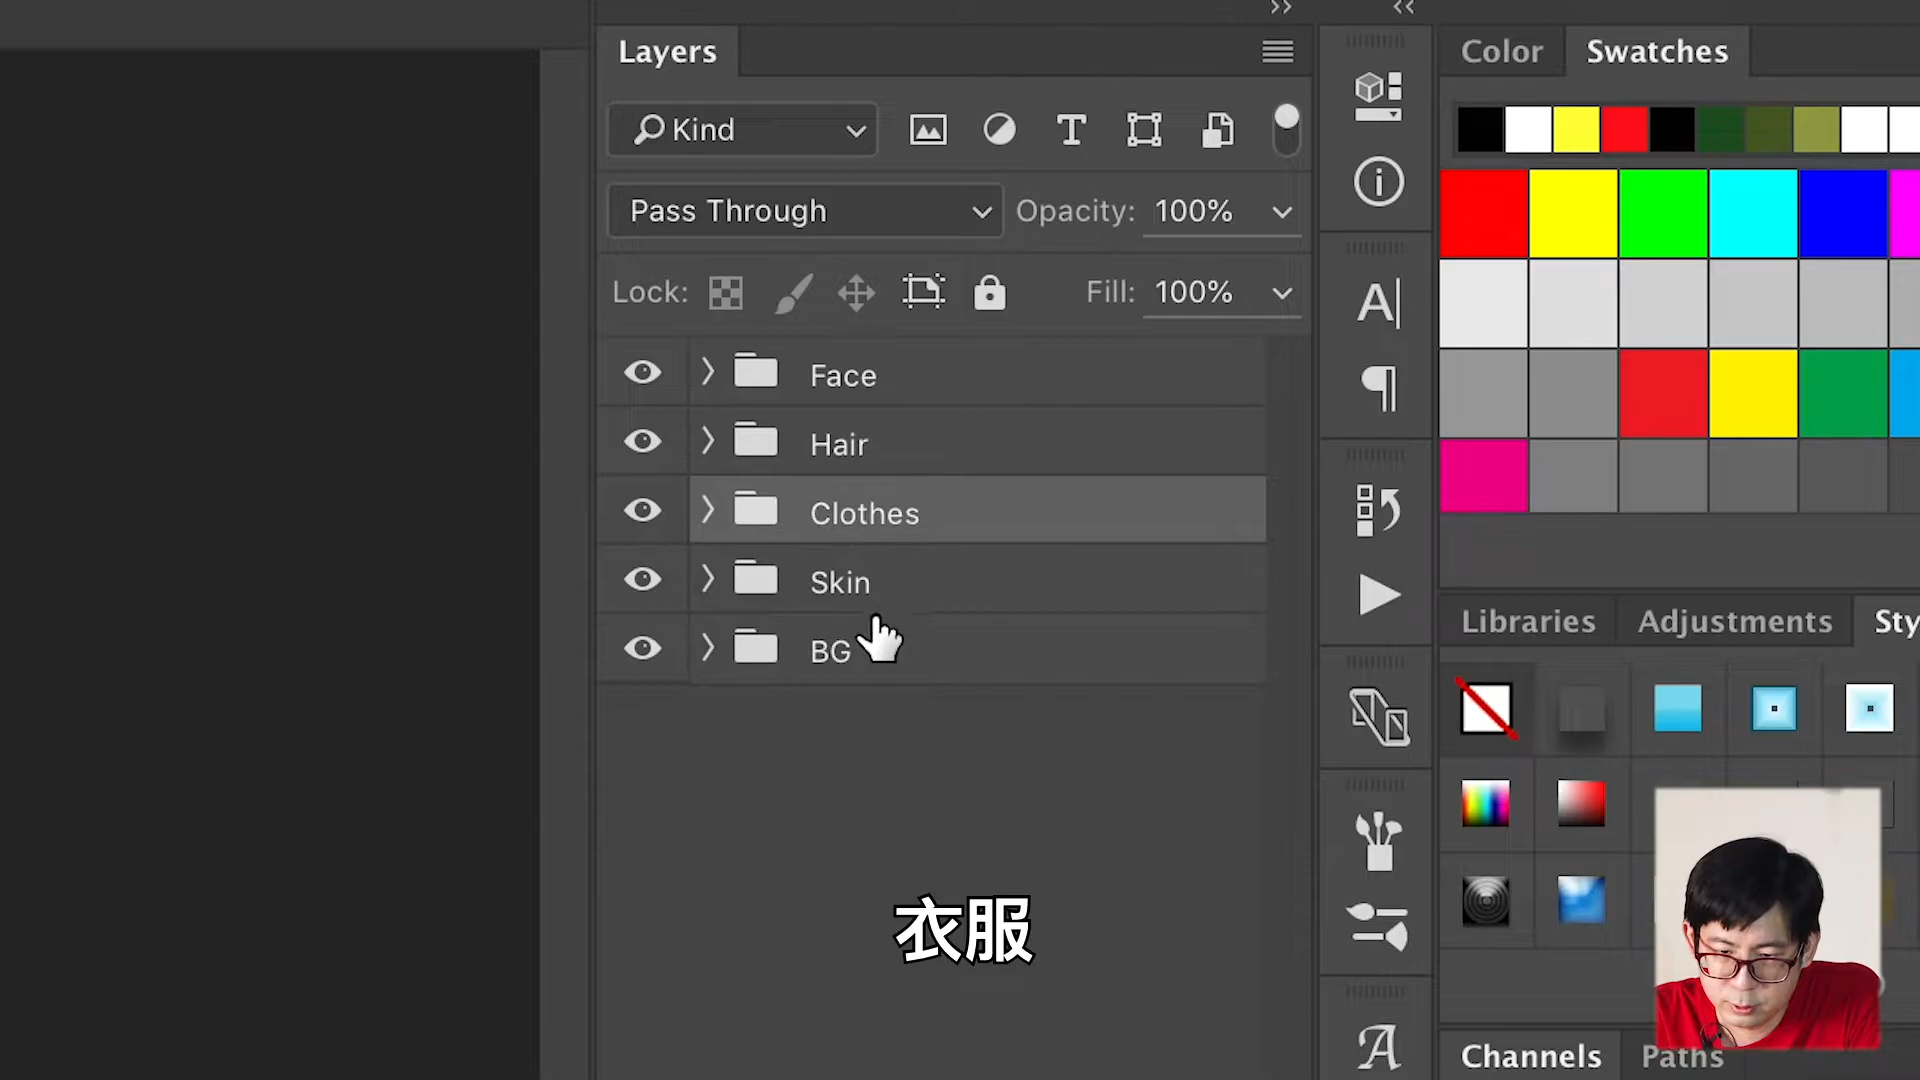 Layers
Color
Swatches
Kind
Pass Through
Opacity:
100%
Lock:
Fill:
100%
Face
Hair
Clothes
Skin
BG
Libraries
Adjustments
Sty
衣服
Channels
Paths